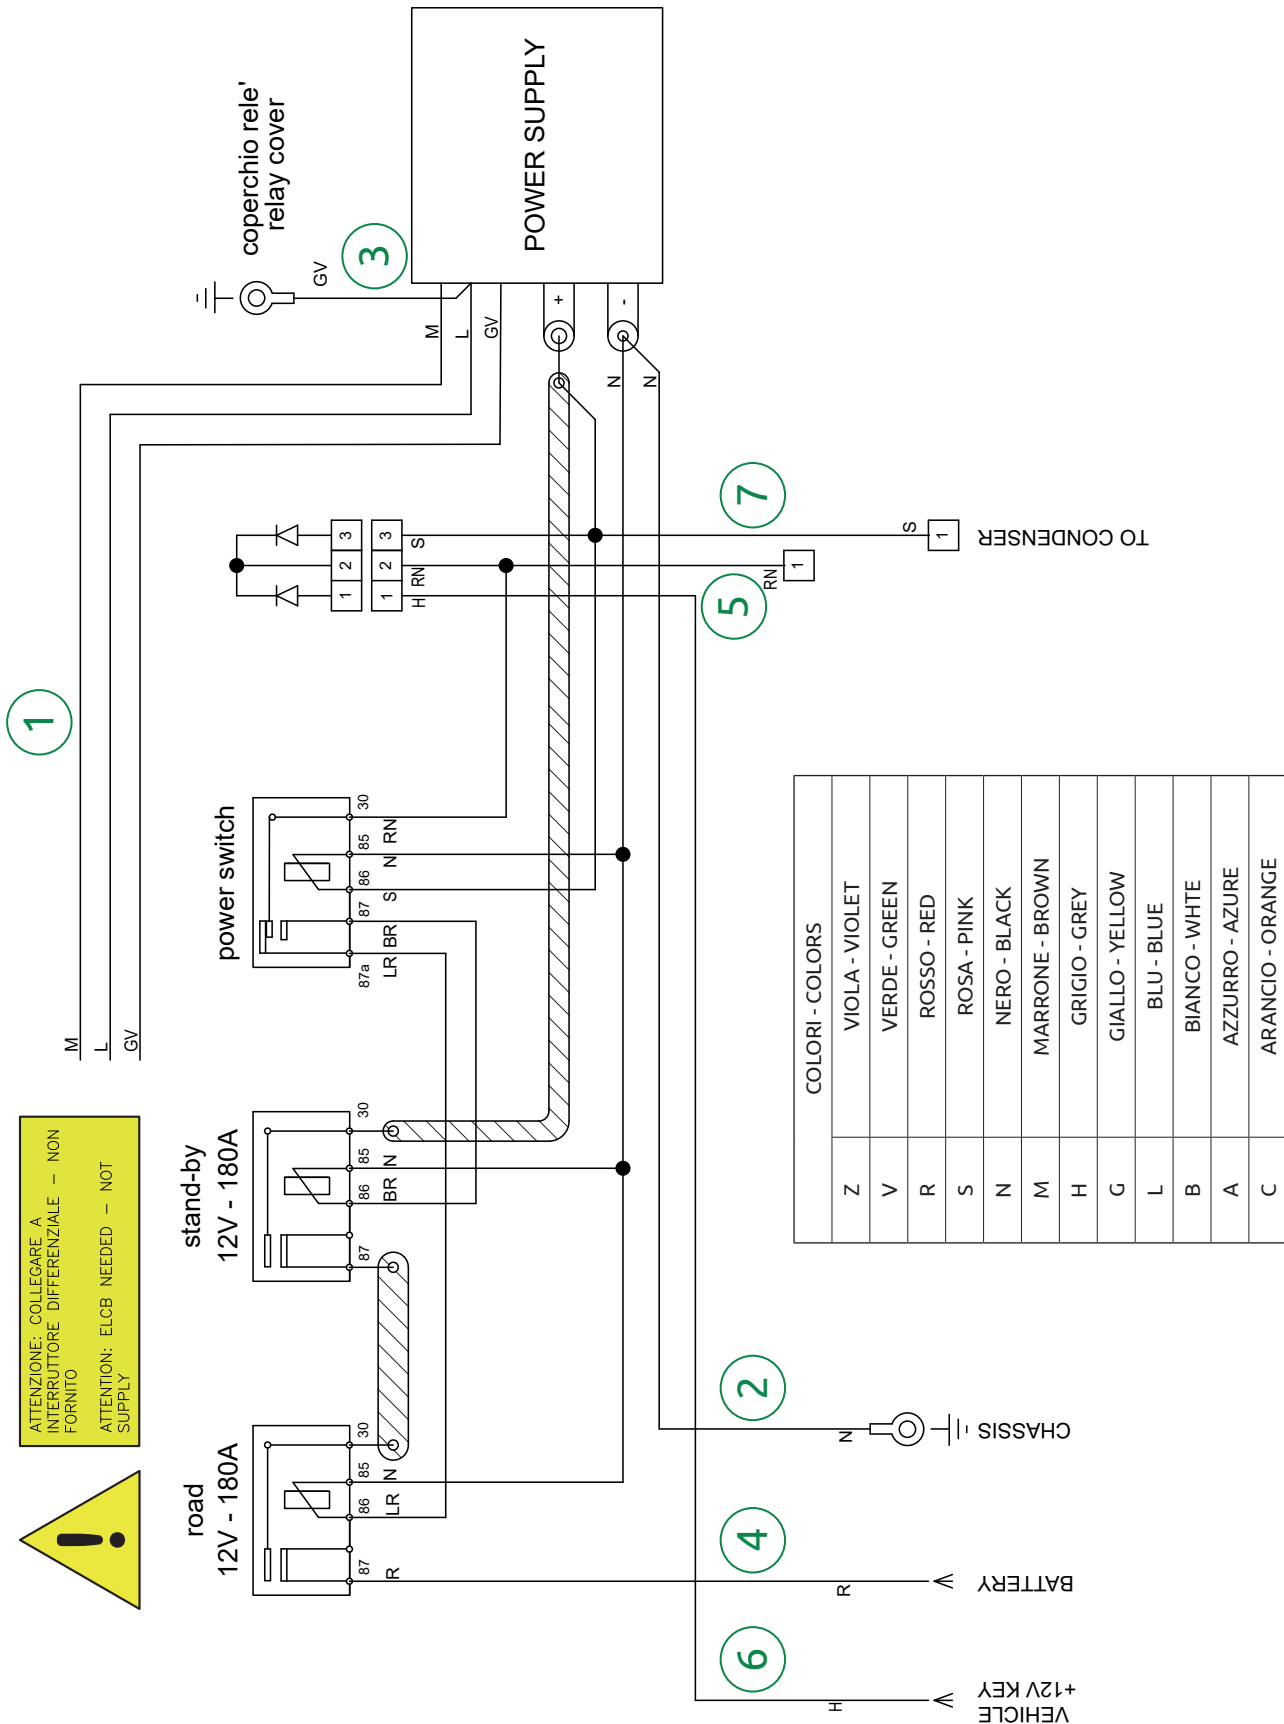 ATTENZIONE: COLLEGARE A
INTERRUTTORE DIFFERENZIALE – NON
FORNITO
ATTENTION: ELCB NEEDED – NOT
SUPPLY
M
L
GV
1
coperchio rele'
relay cover
GV
3
M
L
GV
POWER SUPPLY
+
-
N
N
road
12V - 180A
87
86
85
30
R
LR
N
stand-by
12V - 180A
87
86
85
30
BR
N
power switch
87a
87
86
85
30
LR
BR
S
N
RN
1
2
3
1
2
3
H
RN
S
5
RN
1
7
S
1
TO CONDENSER
6
H
VEHICLE
+12V KEY
4
R
BATTERY
2
N
CHASSIS
COLORI - COLORS
Z VIOLA - VIOLET
V VERDE - GREEN
R ROSSO - RED
S ROSA - PINK
N NERO - BLACK
M MARRONE - BROWN
H GRIGIO - GREY
G GIALLO - YELLOW
L BLU - BLUE
B BIANCO - WHTE
A AZZURRO - AZURE
C ARANCIO - ORANGE